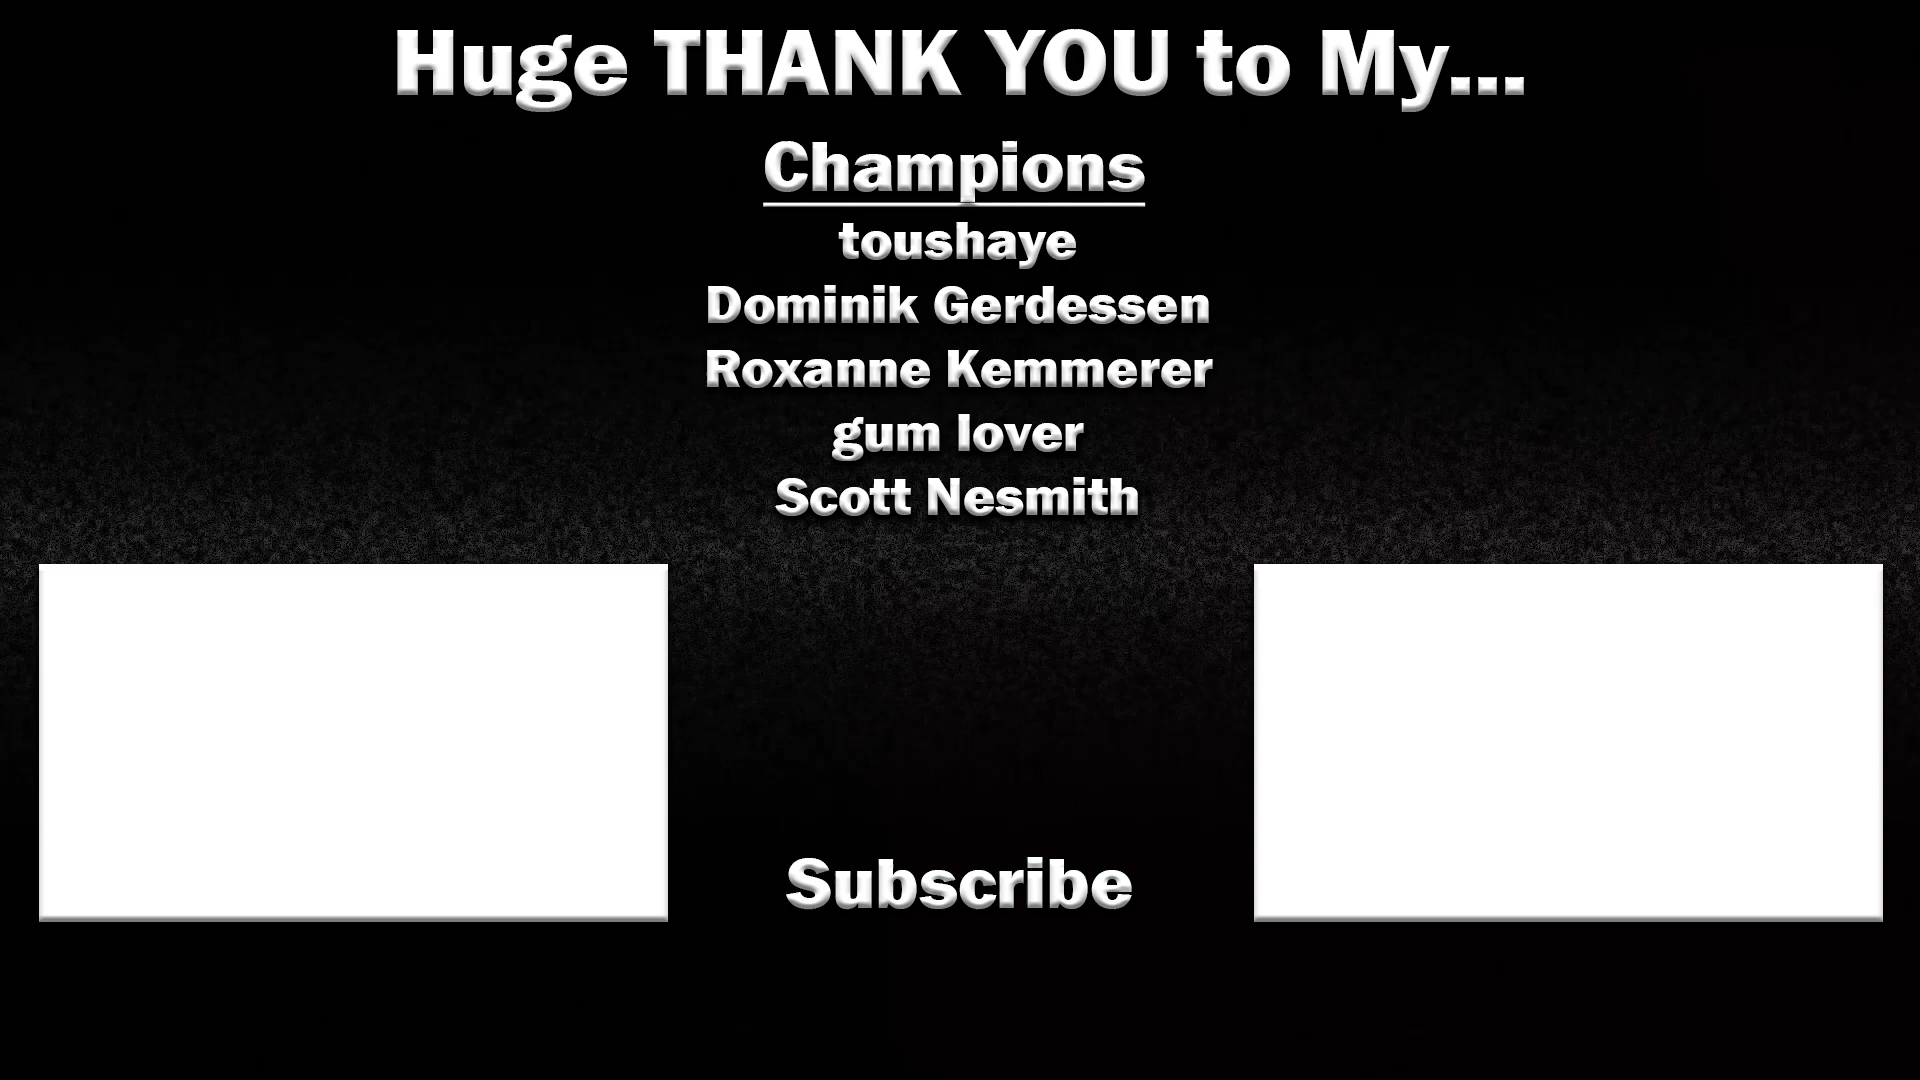 Huge THANK YOU to My...
Champions
toushaye
Dominik Gerdessen
Roxanne Kemmerer
gum lover
Scott Nesmith
Subscribe